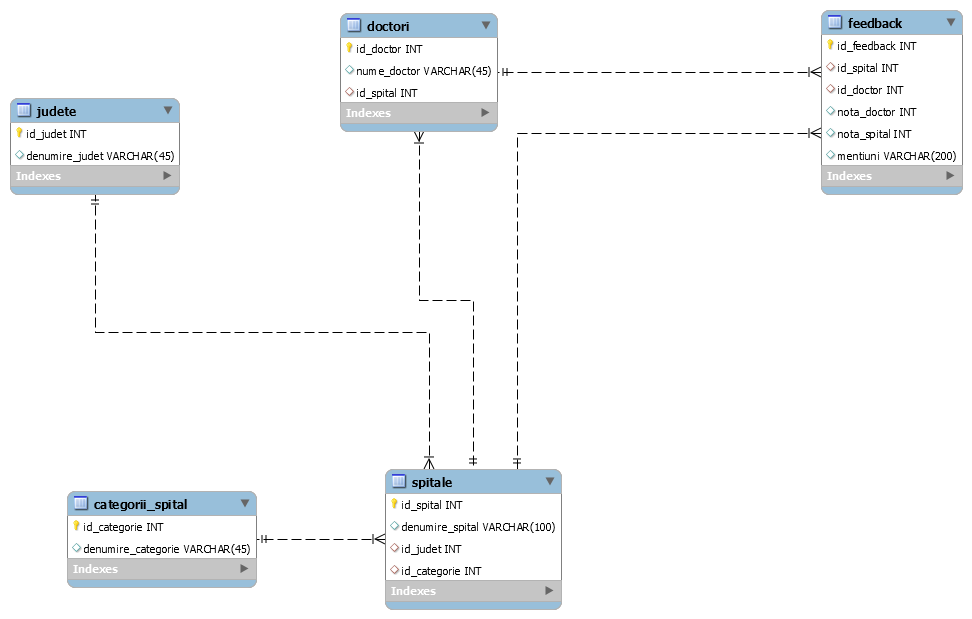 doctori
id_doctor INT
nume_doctor VARCHAR(45)
id_spital INT
Indexes
feedback
id_feedback INT
id_spital INT
id_doctor INT
nota_doctor INT
nota_spital INT
mentiuni VARCHAR(200)
Indexes
judete
id_judet INT
denumire_judet VARCHAR(45)
Indexes
categorii_spital
id_categorie INT
denumire_categorie VARCHAR(45)
Indexes
spitale
id_spital INT
denumire_spital VARCHAR(100)
id_judet INT
id_categorie INT
Indexes